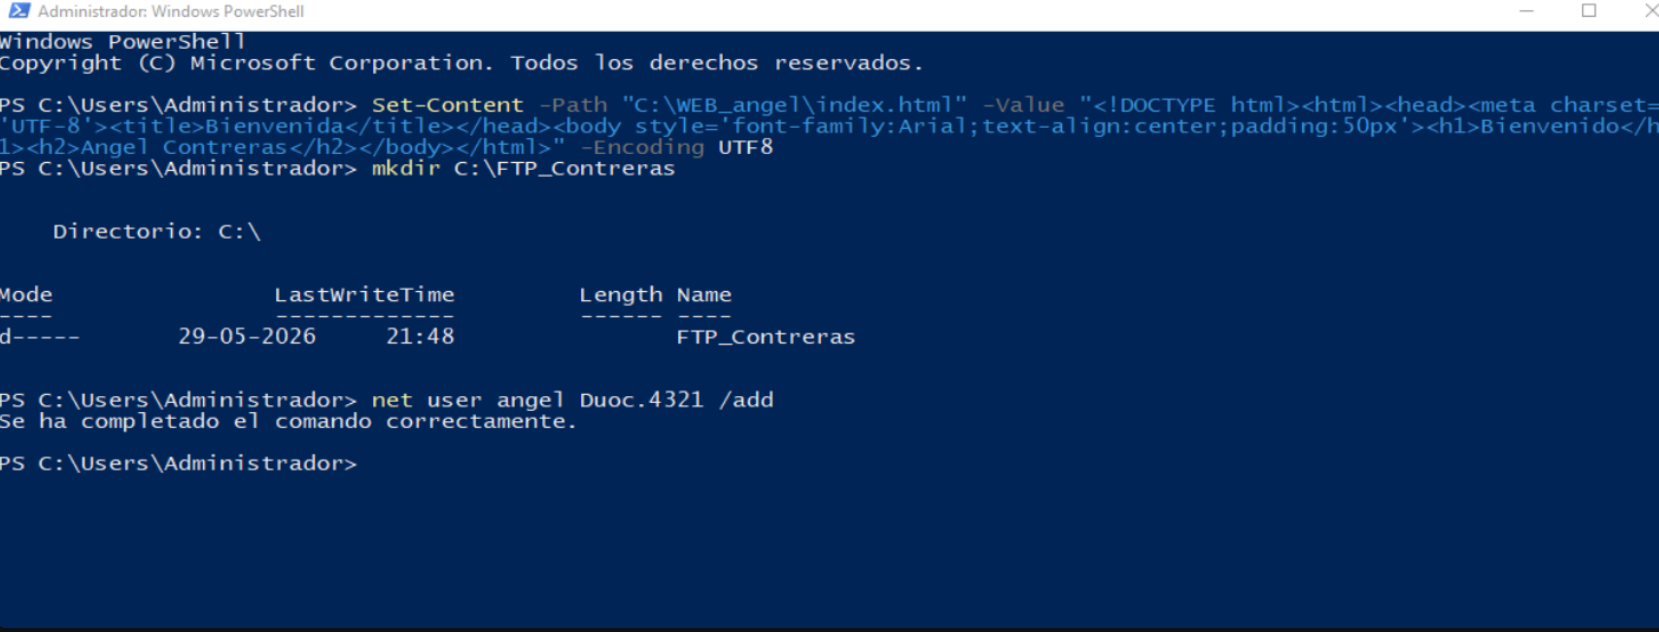 Administrador: Windows PowerShell
Windows PowerShell
Copyright (C) Microsoft Corporation. Todos los derechos reservados.
PS C:\Users\Administrador> Set-Content -Path "C:\WEB_angel\index.html" -Value "<!DOCTYPE html><html><head><meta charset=
'UTF-8'><title>Bienvenida</title></head><body style='font-family:Arial;text-align:center;padding:50px'><h1>Bienvenido</h
1><h2>Angel Contreras</h2></body></html>" -Encoding UTF8
PS C:\Users\Administrador> mkdir C:\FTP_Contreras
Directorio: C:\
Mode LastWriteTime Length Name
---- ------------- ------ ----
d----- 29-05-2026 21:48 FTP_Contreras
PS C:\Users\Administrador> net user angel Duoc.4321 /add
Se ha completado el comando correctamente.
PS C:\Users\Administrador>